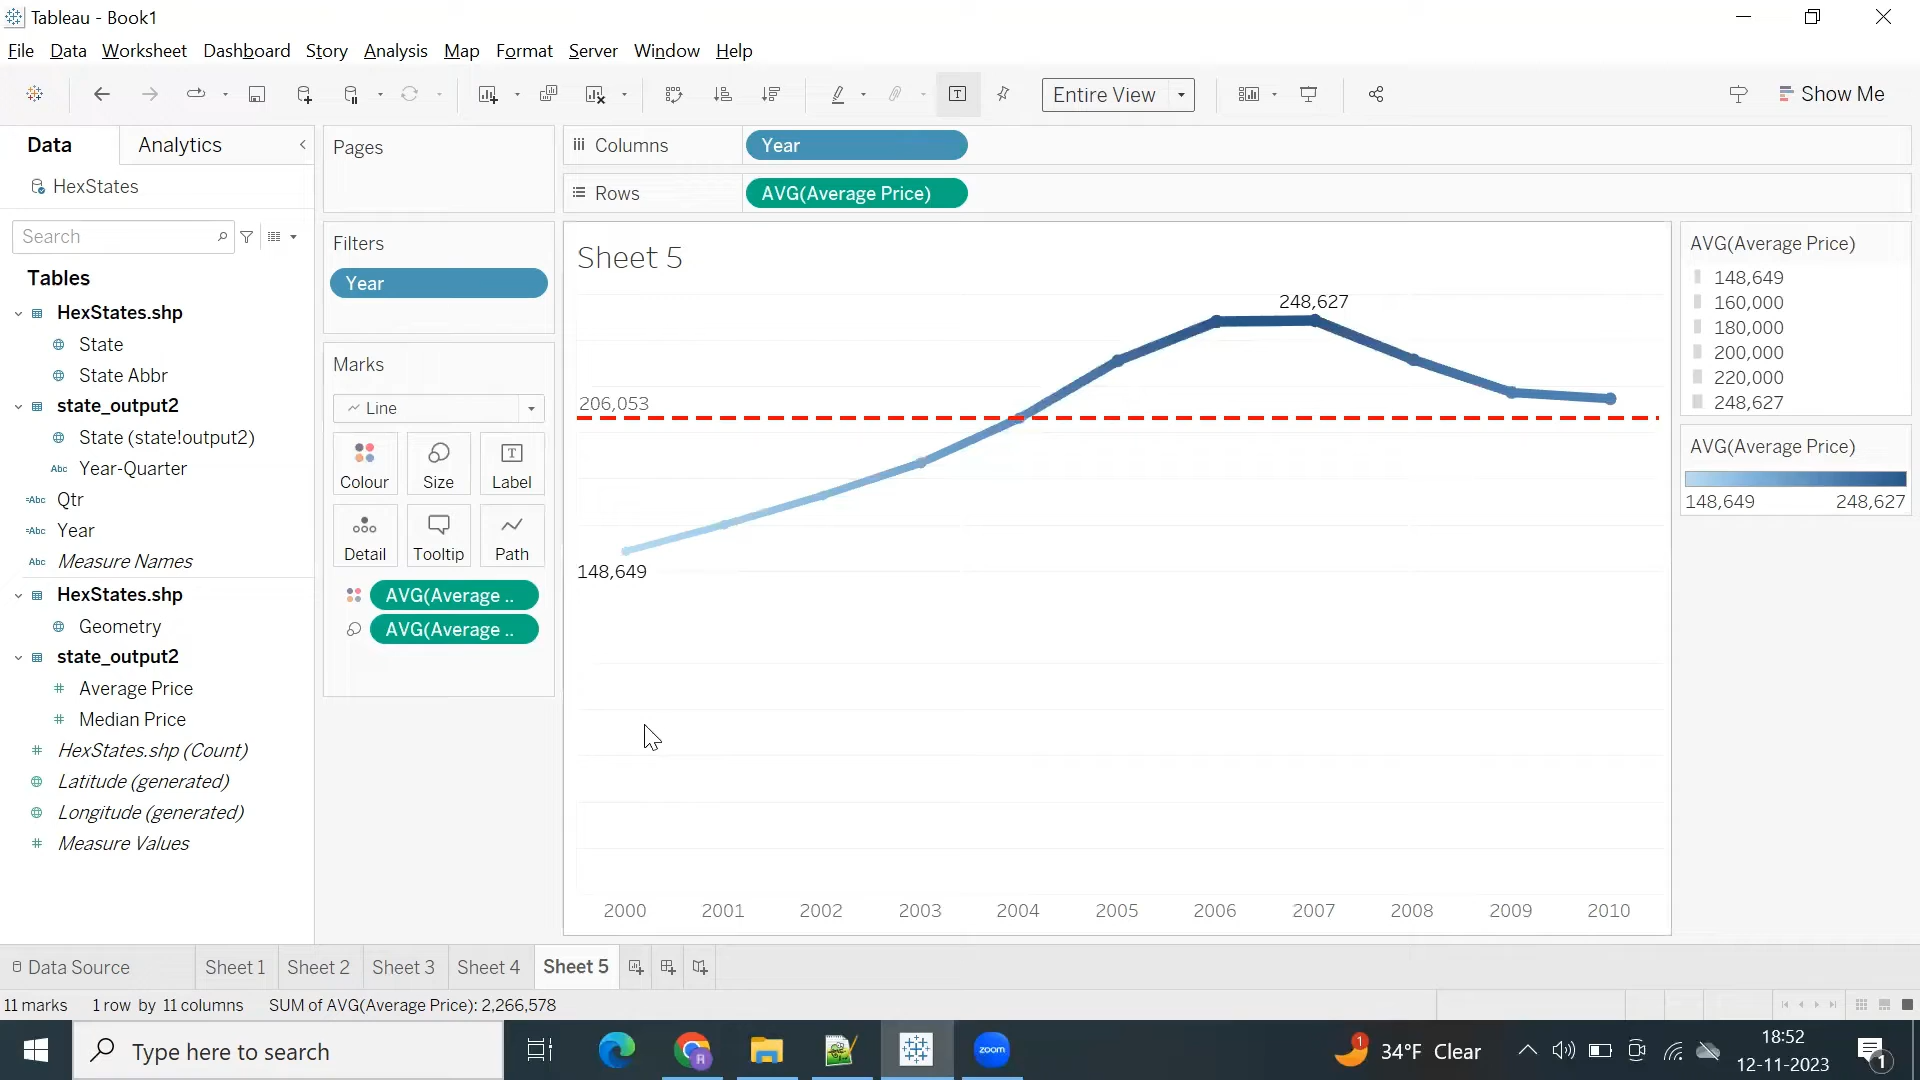 Tableau - Book1
File Data Worksheet Dashboard Story Analysis Map Format Server Window Help
Entire View
Show Me
Data
Analytics
HexStates
Search
Tables
HexStates.shp
State
State Abbr
state_output2
State (state!output2)
Abc Year-Quarter
=Abc Qtr
=Abc Year
Abc Measure Names
HexStates.shp
Geometry
state_output2
# Average Price
# Median Price
# HexStates.shp (Count)
Latitude (generated)
Longitude (generated)
# Measure Values
Pages
Filters
Year
Marks
Line
Colour
Size
Label
Detail
Tooltip
Path
AVG(Average ..
AVG(Average ..
Columns
Year
Rows
AVG(Average Price)
Sheet 5
248,627
206,053
148,649
2000 2001 2002 2003 2004 2005 2006 2007 2008 2009 2010
AVG(Average Price)
148,649
160,000
180,000
200,000
220,000
248,627
AVG(Average Price)
148,649 248,627
Data Source
Sheet 1
Sheet 2
Sheet 3
Sheet 4
Sheet 5
11 marks 1 row by 11 columns SUM of AVG(Average Price): 2,266,578
Type here to search
R
zoom
1
34°F Clear
18:52
12-11-2023
1